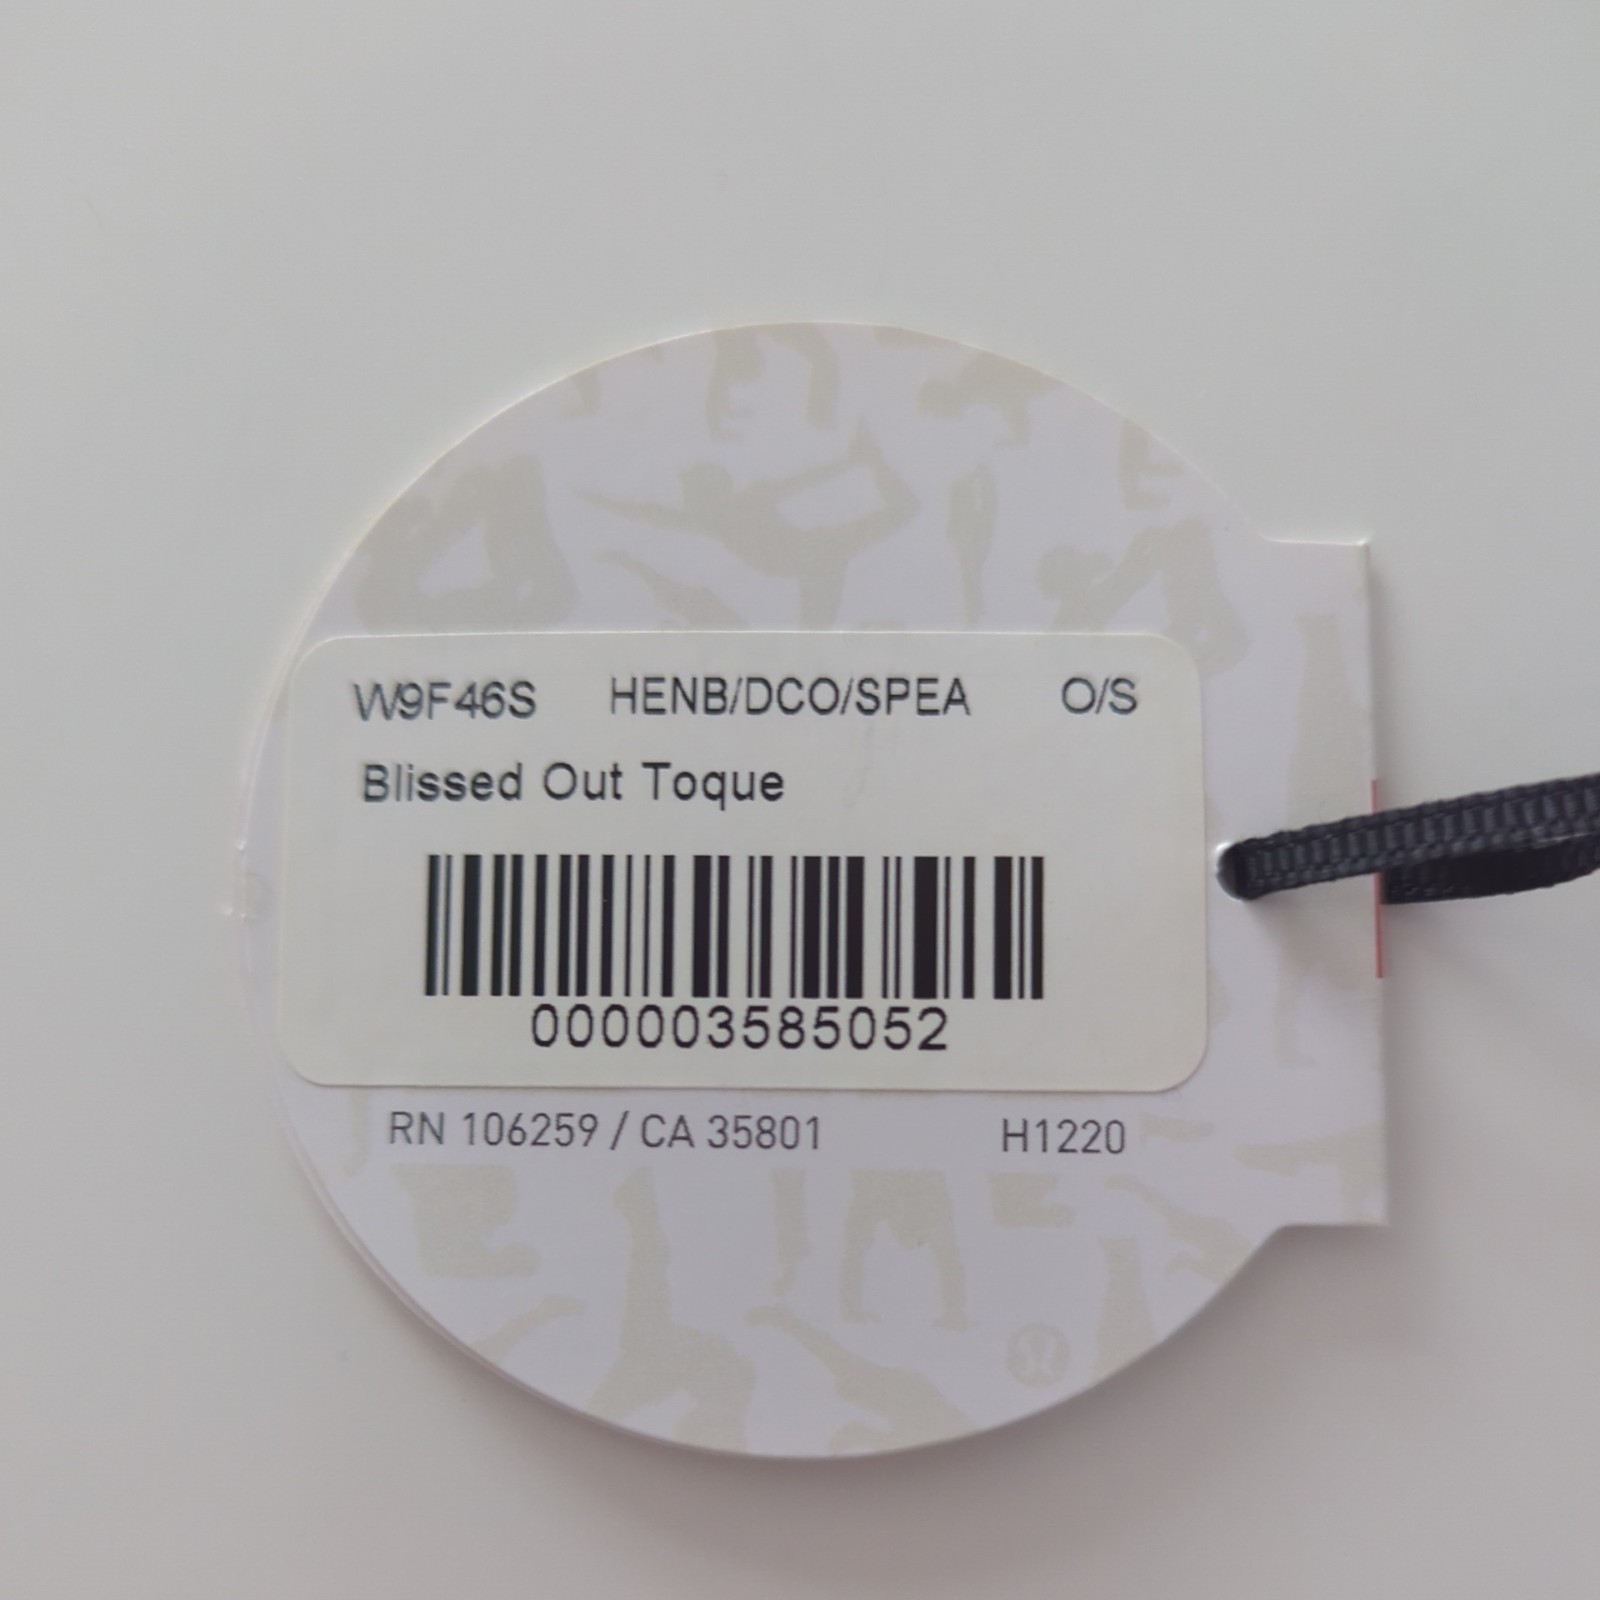 W9F46S HENB/DCO/SPEA O/S
Blissed Out Toque
000003585052
RN 106259 / CA 35801 H1220